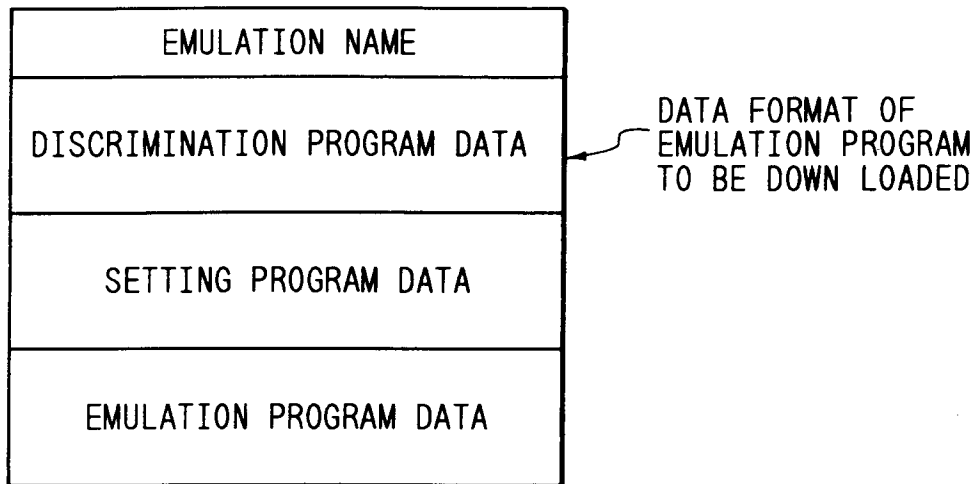 EMULATION NAME
DISCRIMINATION PROGRAM DATA
DATA FORMAT OF
EMULATION PROGRAM
TO BE DOWN LOADED
SETTING PROGRAM DATA
EMULATION PROGRAM DATA